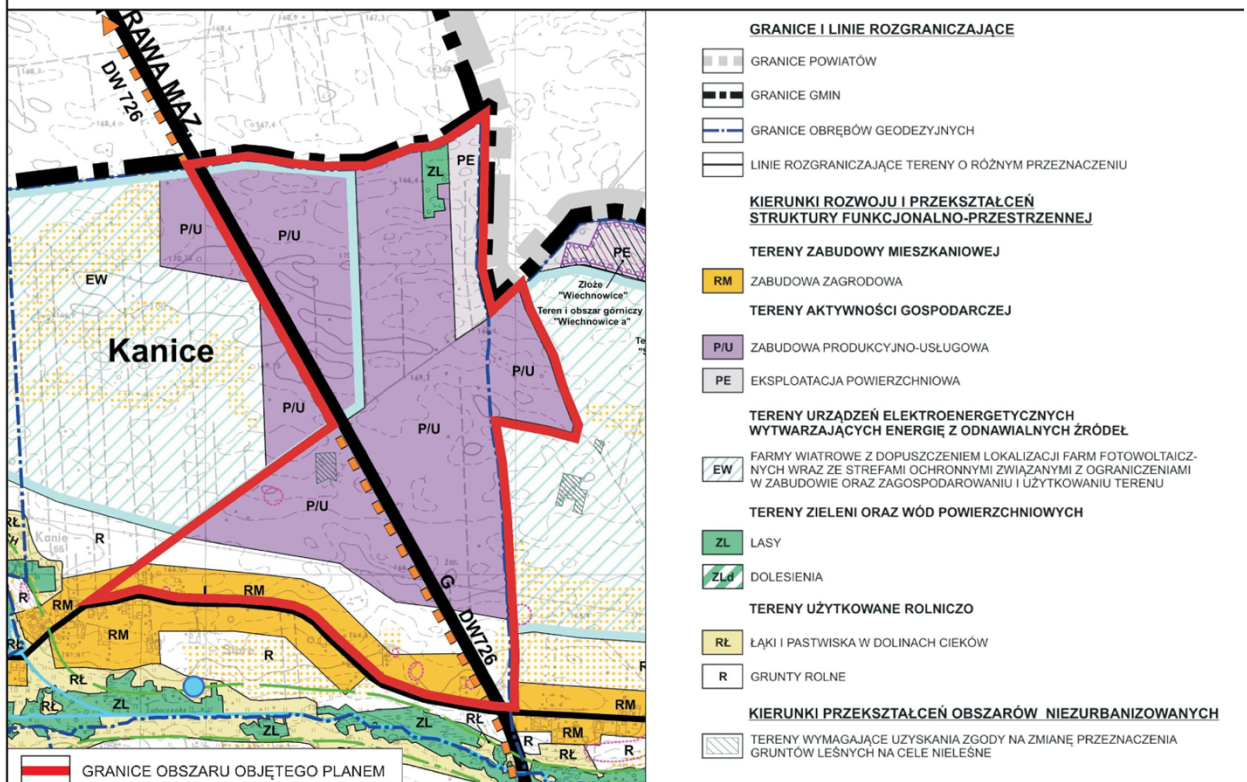 RAWA MAZ.
DW 726
PE
ZL
P/U
P/U
EW
PE
Złoże
"Wiechnowice"
Teren i obszar górniczy
"Wiechnowice a"
Kanice
P/U
P/U
P/U
P/U
R
RM
RM
RM
I
G
DW726
R
RM
RŁ
ZL
ZL
ZL
RŁ
RM
RM
R
RŁ
GRANICE OBSZARU OBJĘTEGO PLANEM
GRANICE I LINIE ROZGRANICZAJĄCE
GRANICE POWIATÓW
GRANICE GMIN
GRANICE OBRĘBÓW GEODEZYJNYCH
LINIE ROZGRANICZAJĄCE TERENY O RÓŻNYM PRZEZNACZENIU
KIERUNKI ROZWOJU I PRZEKSZTAŁCEŃ
STRUKTURY FUNKCJONALNO-PRZESTRZENNEJ
TERENY ZABUDOWY MIESZKANIOWEJ
RM ZABUDOWA ZAGRODOWA
TERENY AKTYWNOŚCI GOSPODARCZEJ
P/U ZABUDOWA PRODUKCYJNO-USŁUGOWA
PE EKSPLOATACJA POWIERZCHNIOWA
TERENY URZĄDZEŃ ELEKTROENERGETYCZNYCH
WYTWARZAJĄCYCH ENERGIĘ Z ODNAWIALNYCH ŹRÓDEŁ
EW FARMY WIATROWE Z DOPUSZCZENIEM LOKALIZACJI FARM FOTOWOLTAICZ-
NYCH WRAZ ZE STREFAMI OCHRONNYMI ZWIĄZANYMI Z OGRANICZENIAMI
W ZABUDOWIE ORAZ ZAGOSPODAROWANIU I UŻYTKOWANIU TERENU
TERENY ZIELENI ORAZ WÓD POWIERZCHNIOWYCH
ZL LASY
ZLd DOLESIENIA
TERENY UŻYTKOWANE ROLNICZO
RŁ ŁĄKI I PASTWISKA W DOLINACH CIEKÓW
R GRUNTY ROLNE
KIERUNKI PRZEKSZTAŁCEŃ OBSZARÓW NIEZURBANIZOWANYCH
TERENY WYMAGAJĄCE UZYSKANIA ZGODY NA ZMIANĘ PRZEZNACZENIA
GRUNTÓW LEŚNYCH NA CELE NIELEŚNE